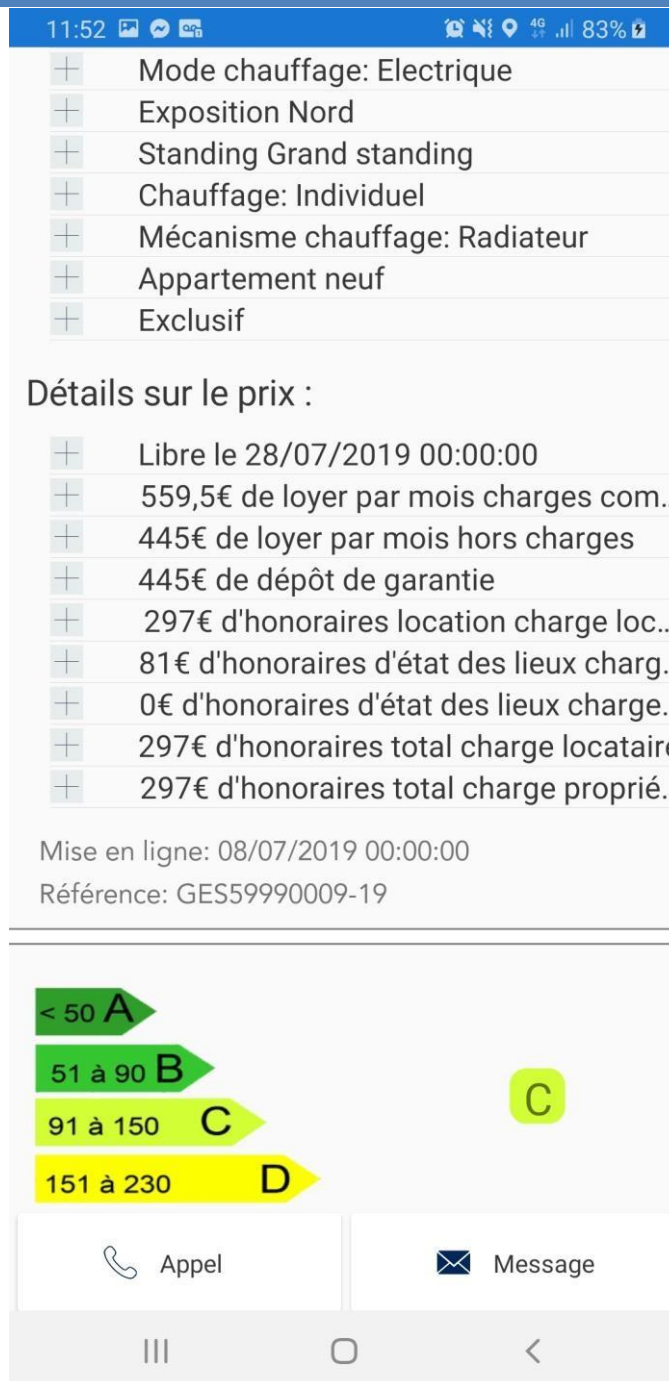 11:52 4G 83%
Mode chauffage: Electrique
Exposition Nord
Standing Grand standing
Chauffage: Individuel
Mécanisme chauffage: Radiateur
Appartement neuf
Exclusif
Détails sur le prix :
Libre le 28/07/2019 00:00:00
559,5€ de loyer par mois charges com..
445€ de loyer par mois hors charges
445€ de dépôt de garantie
297€ d'honoraires location charge loc..
81€ d'honoraires d'état des lieux charg.
0€ d'honoraires d'état des lieux charge.
297€ d'honoraires total charge locataire
297€ d'honoraires total charge proprié.
Mise en ligne: 08/07/2019 00:00:00
Référence: GES59990009-19
< 50 A
51 à 90 B
C
91 à 150 C
151 à 230 D
Appel Message